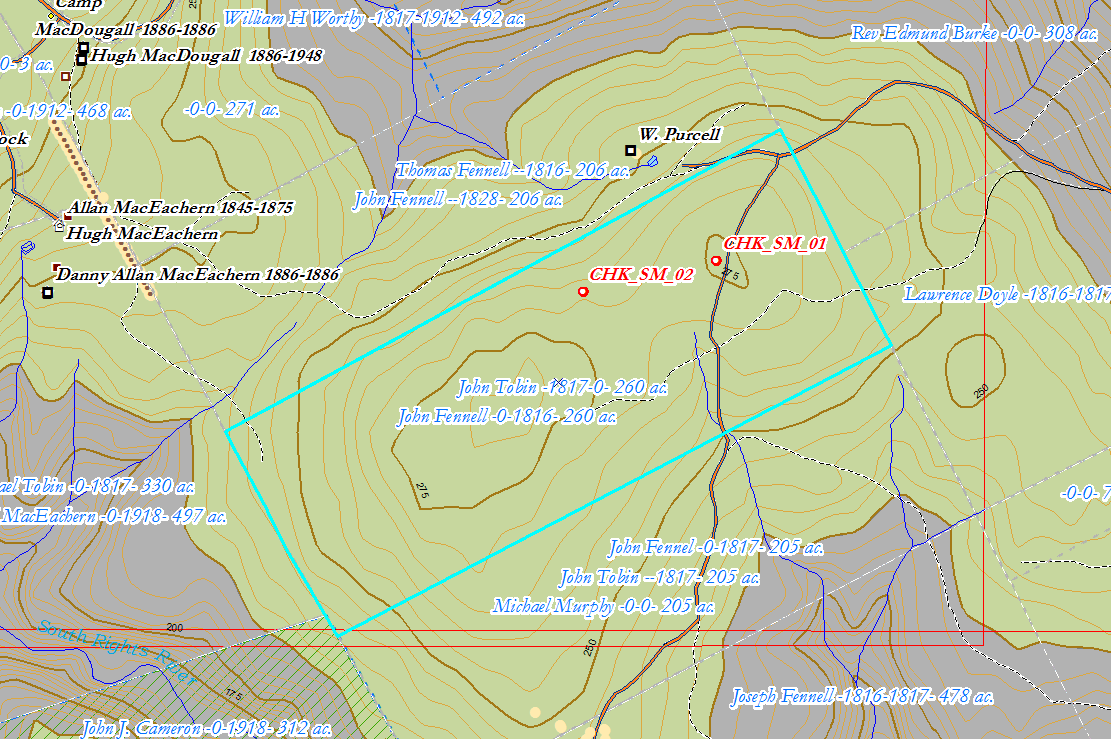 Camp
25
William H Worthy -1817-1912- 492 ac.
MacDougall 1886-1886
Rev Edmund Burke -0-0- 308 ac.
Hugh MacDougall 1886-1948
0- 3 ac.
-0-1912- 468 ac.
-0-0- 271 ac.
ock
W. Purcell
Thomas Fennell --1816- 206 ac.
John Fennell --1828- 206 ac.
Allan MacEachern 1845-1875
Hugh MacEachern
CHK_SM_01
Danny Allan MacEachern 1886-1886
CHK_SM_02
275
Lawrence Doyle -1816-1817
John Tobin -1817-0- 260 ac.
250
John Fennell -0-1816- 260 ac.
ael Tobin -0-1817- 330 ac.
275
-0-0- 7
MacEachern -0-1918- 497 ac.
John Fennel -0-1817- 205 ac.
John Tobin --1817- 205 ac.
Michael Murphy -0-0- 205 ac.
South Rights River
200
250
175
Joseph Fennell -1816-1817- 478 ac.
John J. Cameron -0-1918- 312 ac.